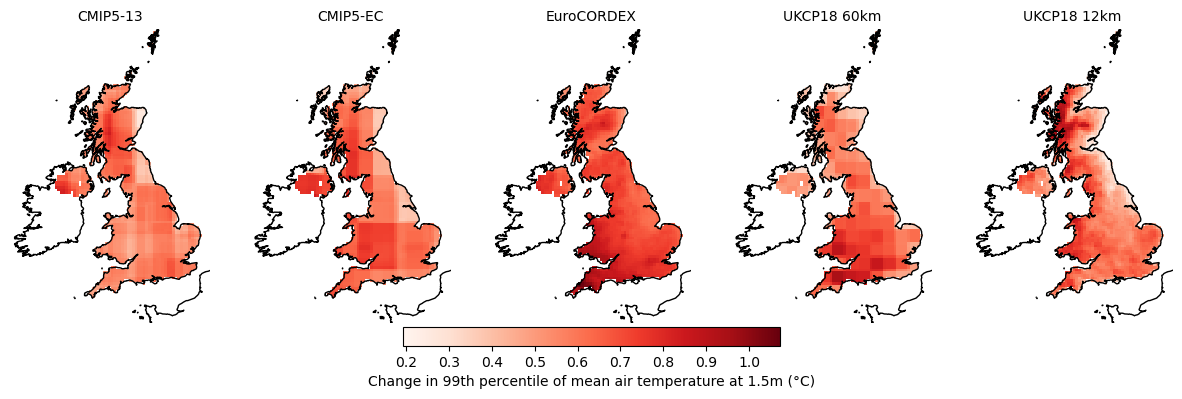 CMIP5-13 CMIP5-EC EuroCORDEX UKCP18 60km UKCP18 12km
0.2 0.3 0.4 0.5 0.6 0.7 0.8 0.9 1.0
Change in 99th percentile of mean air temperature at 1.5m (°C)